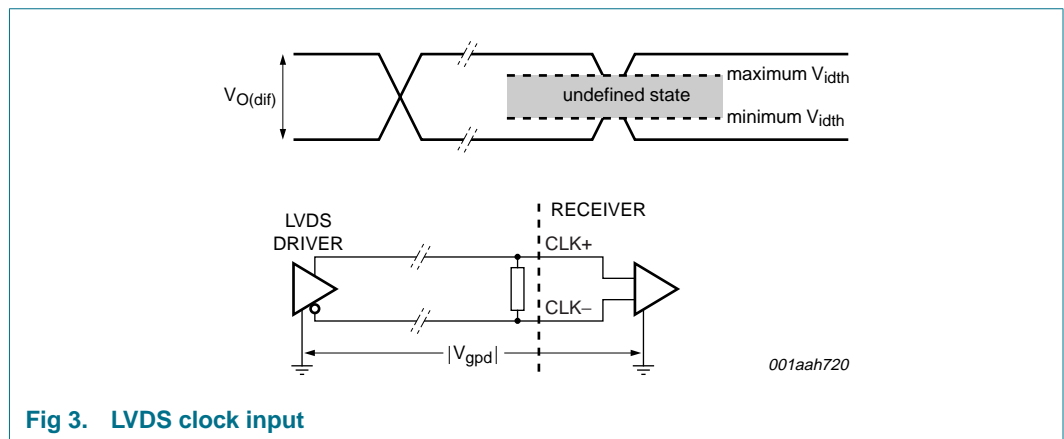 maximum Vidth
undefined state
VO(dif)
minimum Vidth
RECEIVER
LVDS
DRIVER
CLK+
CLK−
|Vgpd|
001aah720
Fig 3. LVDS clock input